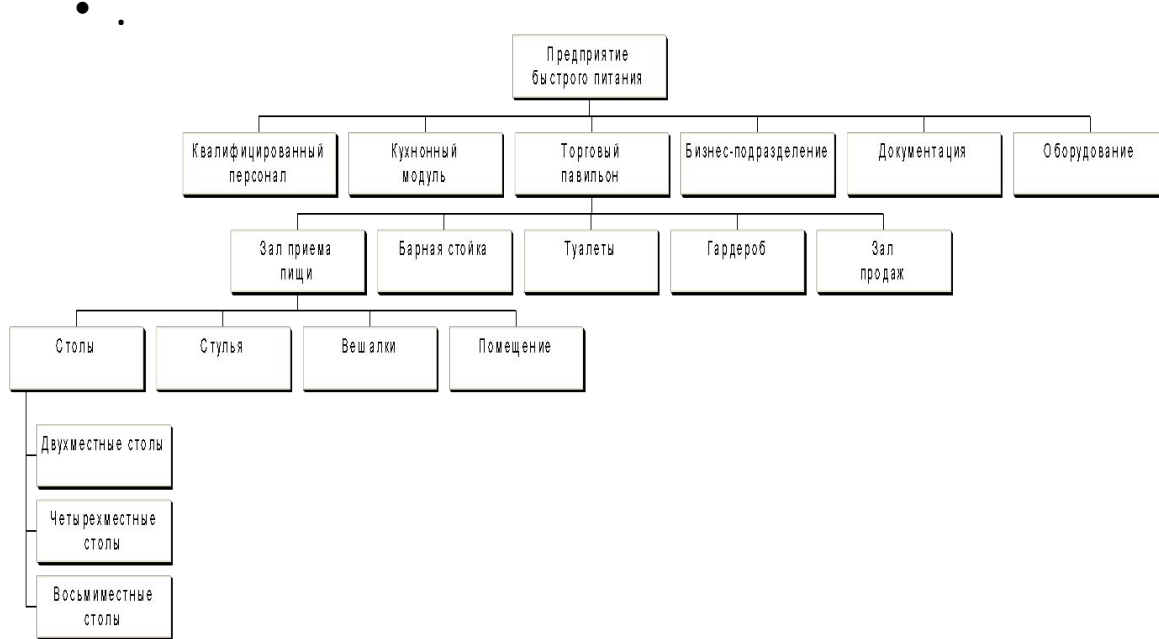 Предприятие
быстрого питания
Квалифицированный
персонал
Кухнонный
модуль
Торговый
павильон
Бизнес-подразделение
Документация
Оборудование
Зал приема
пищи
Барная стойка
Туалеты
Гардероб
Зал
продаж
Столы
Стулья
Вешалки
Помещение
Двухместные столы
Четырехместные
столы
Восьмиместные
столы